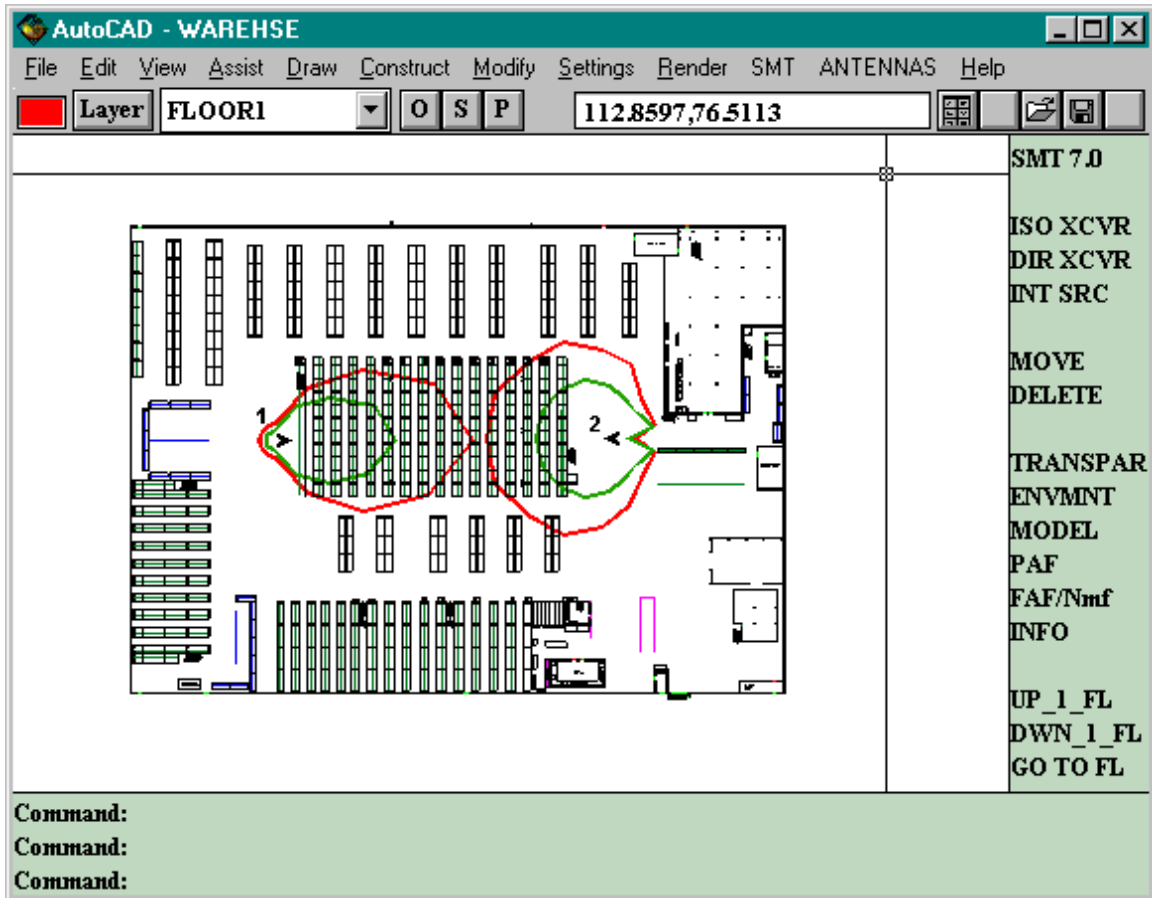 AutoCAD - WAREHSE
File Edit View Assist Draw Construct Modify Settings Render SMT ANTENNAS Help
Layer FLOOR1 O S P 112.8597,76.5113
SMT 7.0
ISO XCVR
DIR XCVR
INT SRC
MOVE
DELETE
TRANSPAR
ENVMNT
MODEL
PAF
FAF/Nmf
INFO
UP_1_FL
DWN_1_FL
GO TO FL
1
2
Command:
Command:
Command: